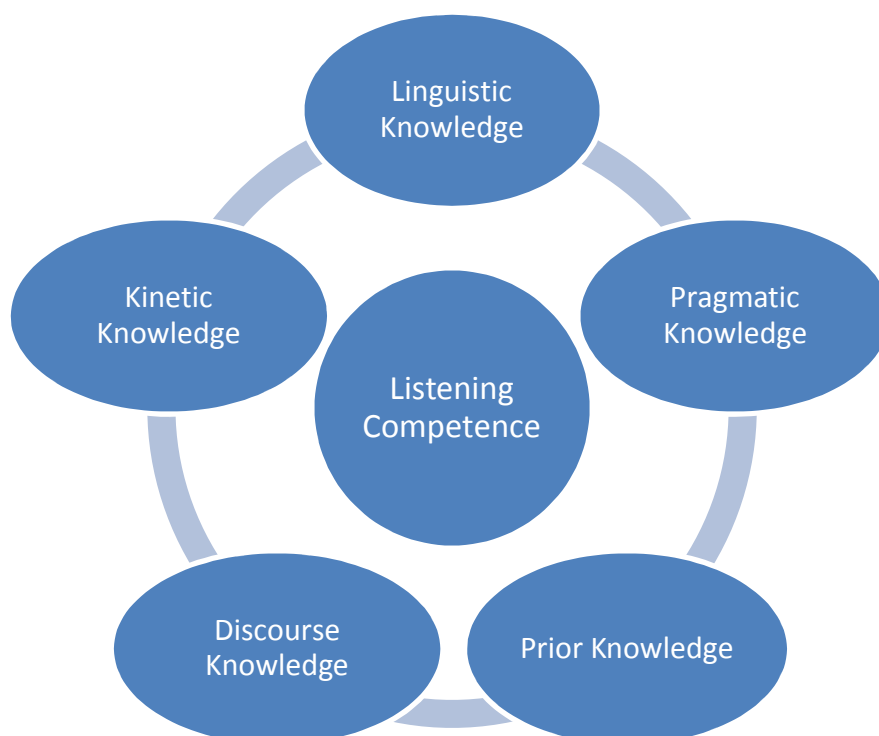 Linguistic
Knowledge
Kinetic
Knowledge
Pragmatic
Knowledge
Listening
Competence
Discourse
Knowledge
Prior Knowledge